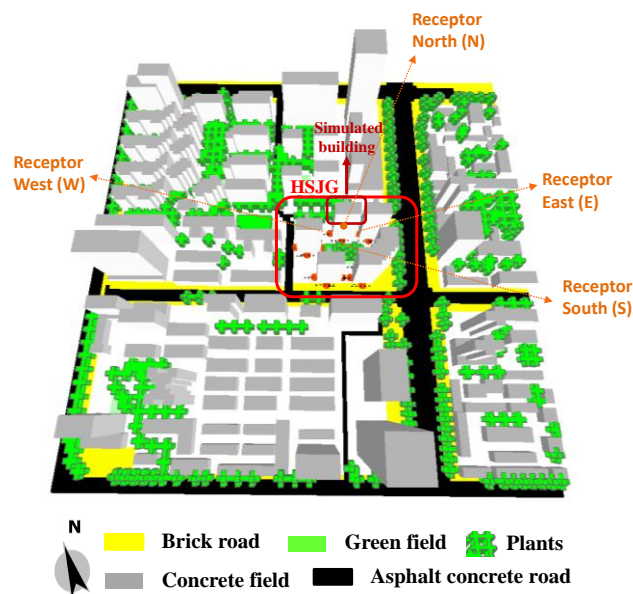 Receptor
North (N)
Simulated
building
Receptor
West (W)
HSJG
Receptor
East (E)
Receptor
South (S)
N
Brick road
Green field
Plants
Concrete field
Asphalt concrete road